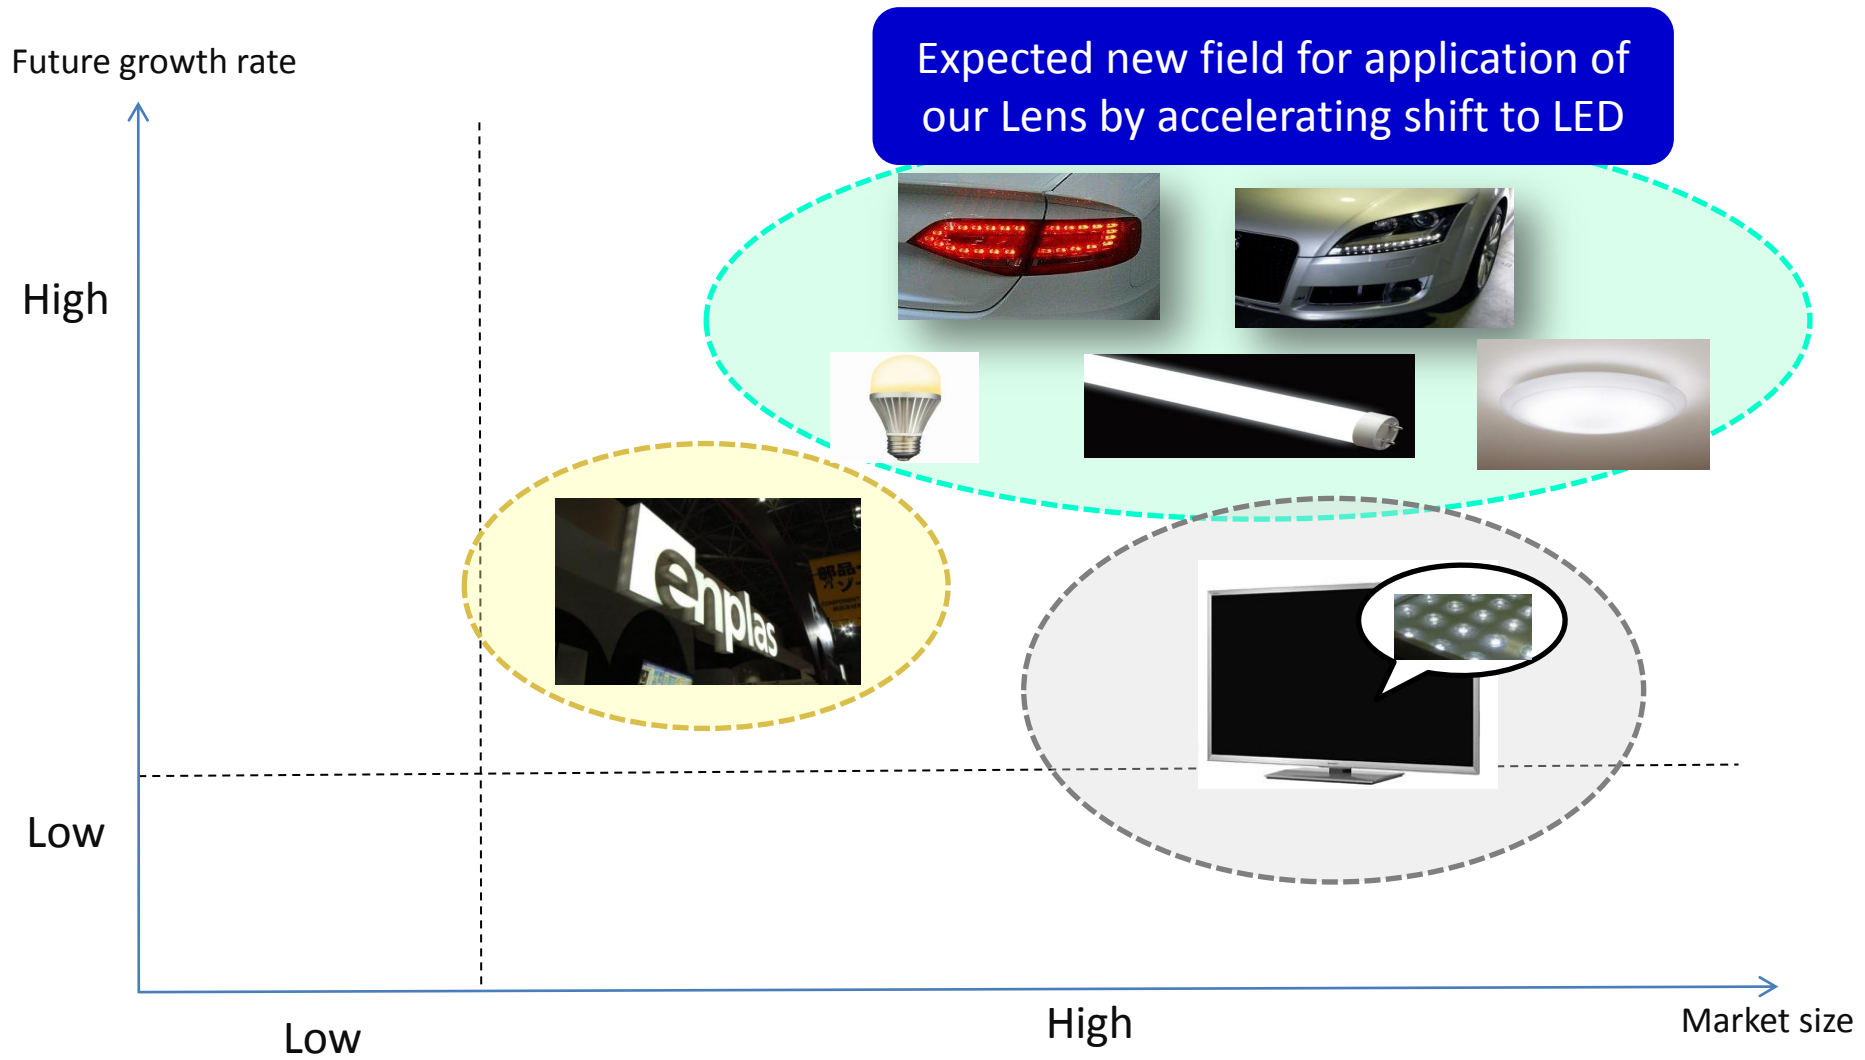 Expected new field for application of
our Lens by accelerating shift to LED
Future growth rate
High
enplas
Low
Low
High
Market size